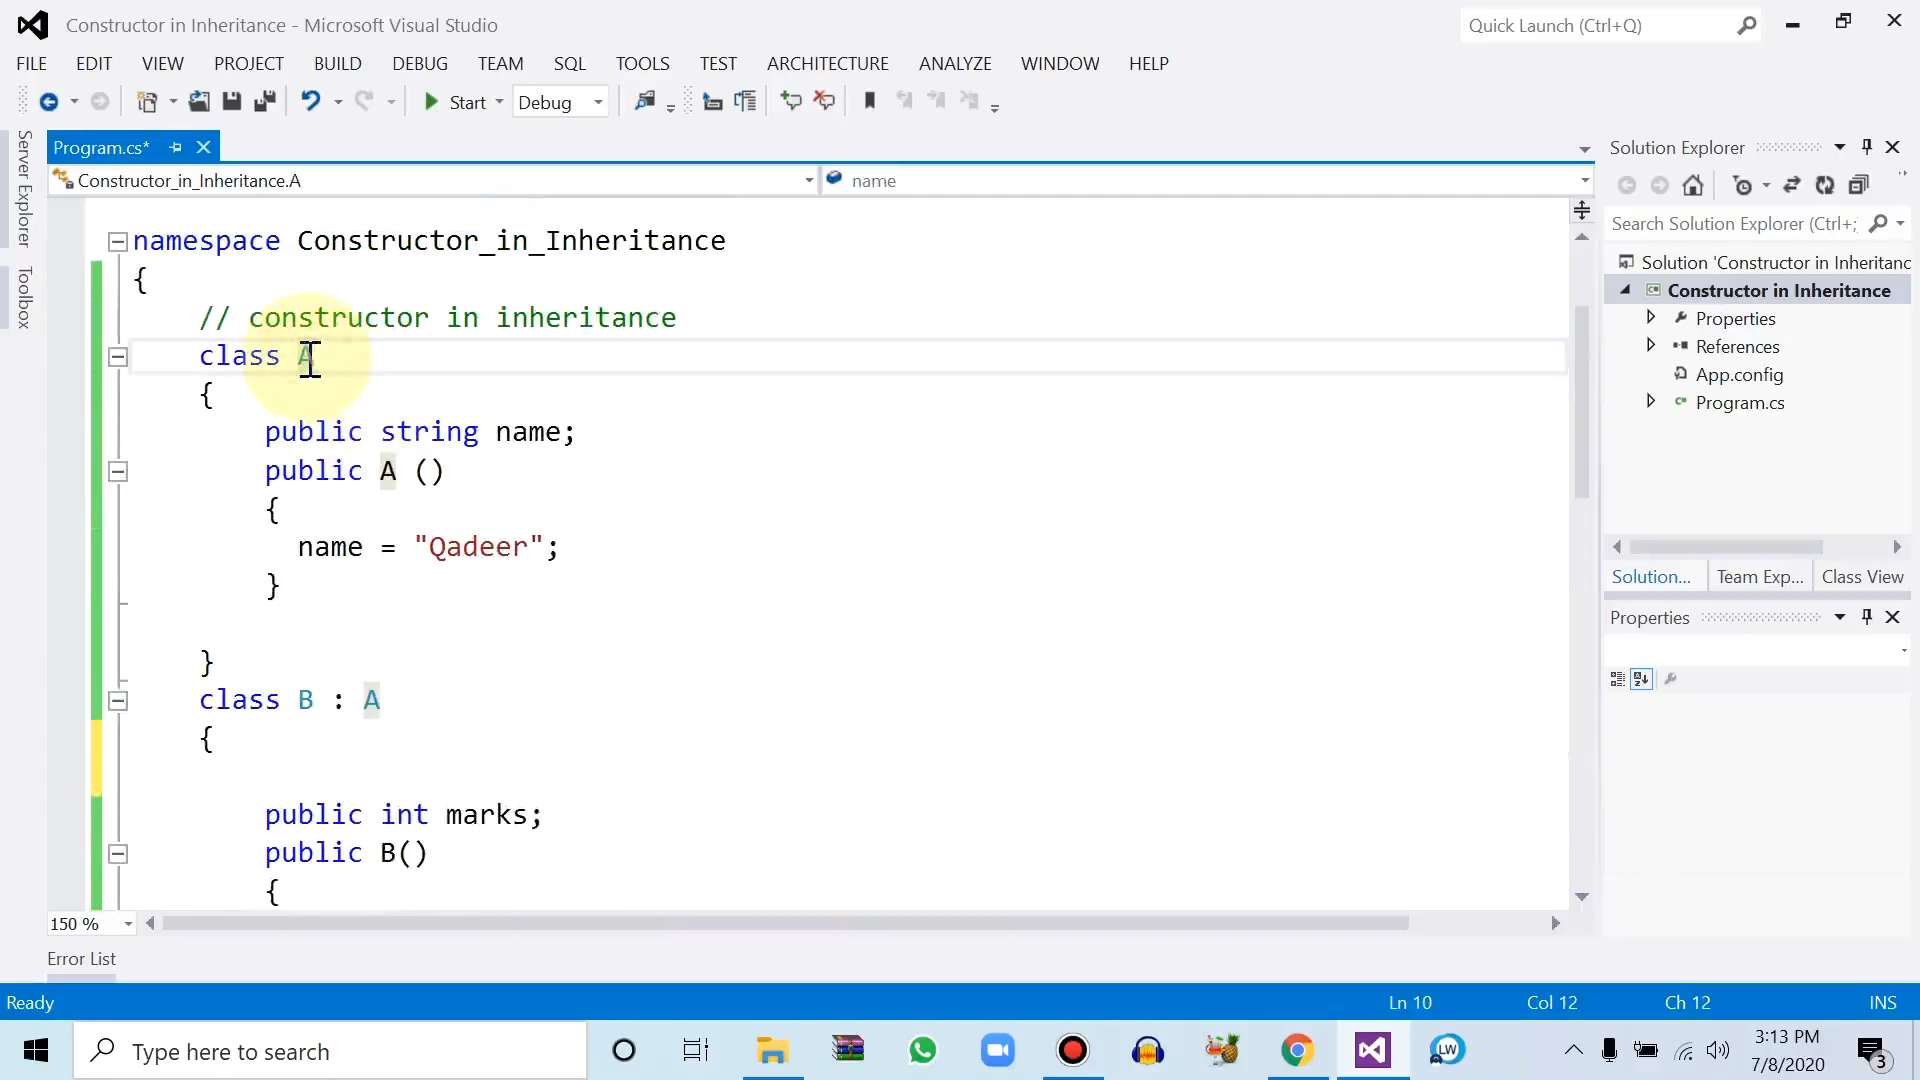 Constructor in Inheritance - Microsoft Visual Studio
Quick Launch (Ctrl+Q)
FILE EDIT VIEW PROJECT BUILD DEBUG TEAM SQL TOOLS TEST ARCHITECTURE ANALYZE WINDOW HELP
Start Debug
Server Explorer
Toolbox
Program.cs*
Constructor_in_Inheritance.A
name
namespace Constructor_in_Inheritance
{
// constructor in inheritance
class A
{
public string name;
public A ()
{
name = "Qadeer";
}
}
class B : A
{
public int marks;
public B()
{
150 %
Error List
Solution Explorer
Search Solution Explorer (Ctrl+;
Solution 'Constructor in Inheritanc
Constructor in Inheritance
Properties
References
App.config
Program.cs
Solution... Team Exp... Class View
Properties
Ready
Ln 10 Col 12 Ch 12 INS
Type here to search
LW
3:13 PM
7/8/2020
3